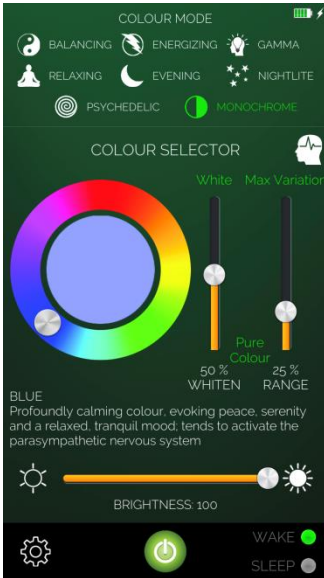 COLOUR MODE
BALANCING
ENERGIZING
GAMMA
RELAXING
EVENING
NIGHTLITE
PSYCHEDELIC
MONOCHROME
COLOUR SELECTOR
White
Max Variation
Pure
Colour
50 %
WHITEN
25 %
RANGE
BLUE
Profoundly calming colour, evoking peace, serenity
and a relaxed, tranquil mood; tends to activate the
parasympathetic nervous system
BRIGHTNESS: 100
WAKE
SLEEP